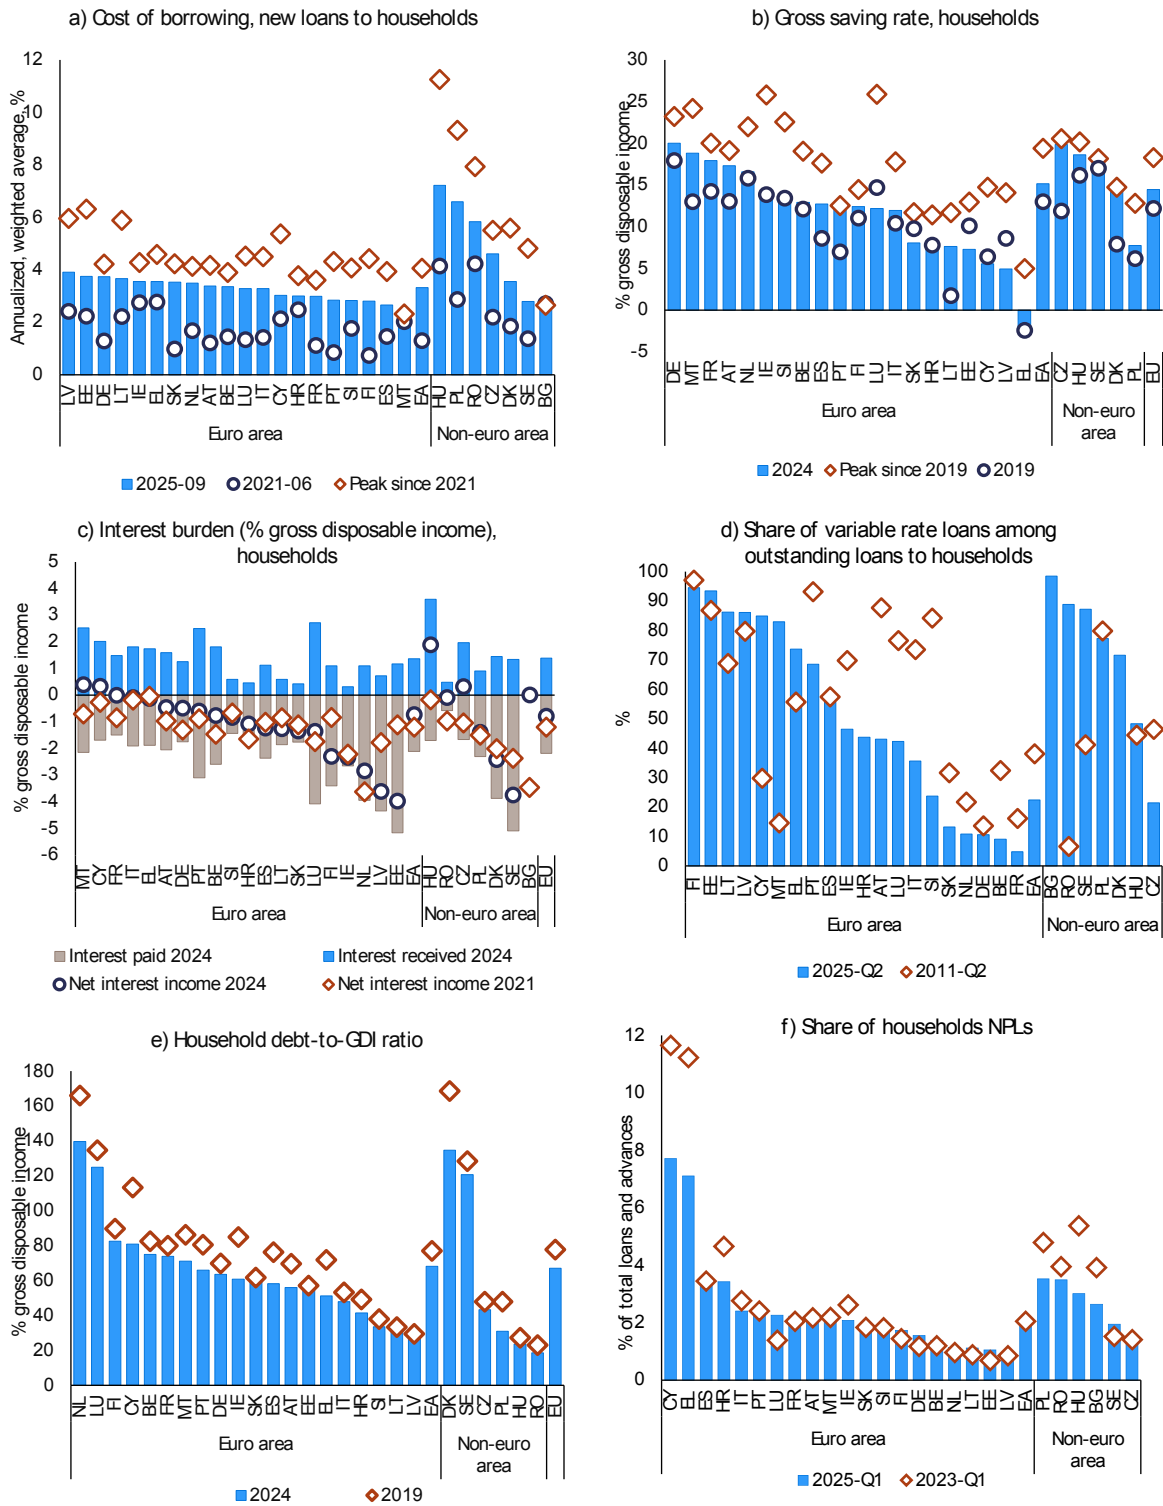 a) Cost of borrowing, new loans to households
Annualized, weighted average, %
12
10
8
6
4
2
0
LV EE DE LT IE EL SK NL AT BE LU IT CY HR FR PT SI FI ES MT EA HU PL RO CZ DK SE BG
Euro area Non-euro area
2025-09 2021-06 Peak since 2021
b) Gross saving rate, households
% gross disposable income
30
25
20
15
10
5
0
-5
DE MT FR AT NL IE SI BE ES PT FI LU IT SK HR LT EE CY LV EL EA CZ HU SE DK PL EU
Euro area Non-euro
area
2024 Peak since 2019 2019
c) Interest burden (% gross disposable income),
households
% gross disposable income
5
4
3
2
1
0
-1
-2
-3
-4
-5
-6
MT CY FR IT EL AT DE PT BE SI HR ES LT SK LU FI IE NL LV EE EA HU RO CZ PL DK SE BG EU
Euro area Non-euro area
Interest paid 2024 Interest received 2024
Net interest income 2024 Net interest income 2021
d) Share of variable rate loans among
outstanding loans to households
%
100
90
80
70
60
50
40
30
20
10
0
FI EE LT LV CY MT EL PT ES IE HR AT LU IT SI SK NL DE BE FR EA BG RO SE PL DK HU CZ
Euro area Non-euro area
2025-Q2 2011-Q2
e) Household debt-to-GDI ratio
% gross disposable income
180
160
140
120
100
80
60
40
20
0
NL LU FI CY BE FR MT PT DE IE SK ES AT EE EL IT HR SI LT LV EA DK SE CZ PL HU RO EU
Euro area Non-euro
area
2024 2019
f) Share of households NPLs
% of total loans and advances
12
10
8
6
4
2
0
CY EL ES HR IT PT LU FR AT MT IE SK SI FI DE BE NL LT EE LV EA PL RO HU BG SE CZ
Euro area Non-euro
area
2025-Q1 2023-Q1